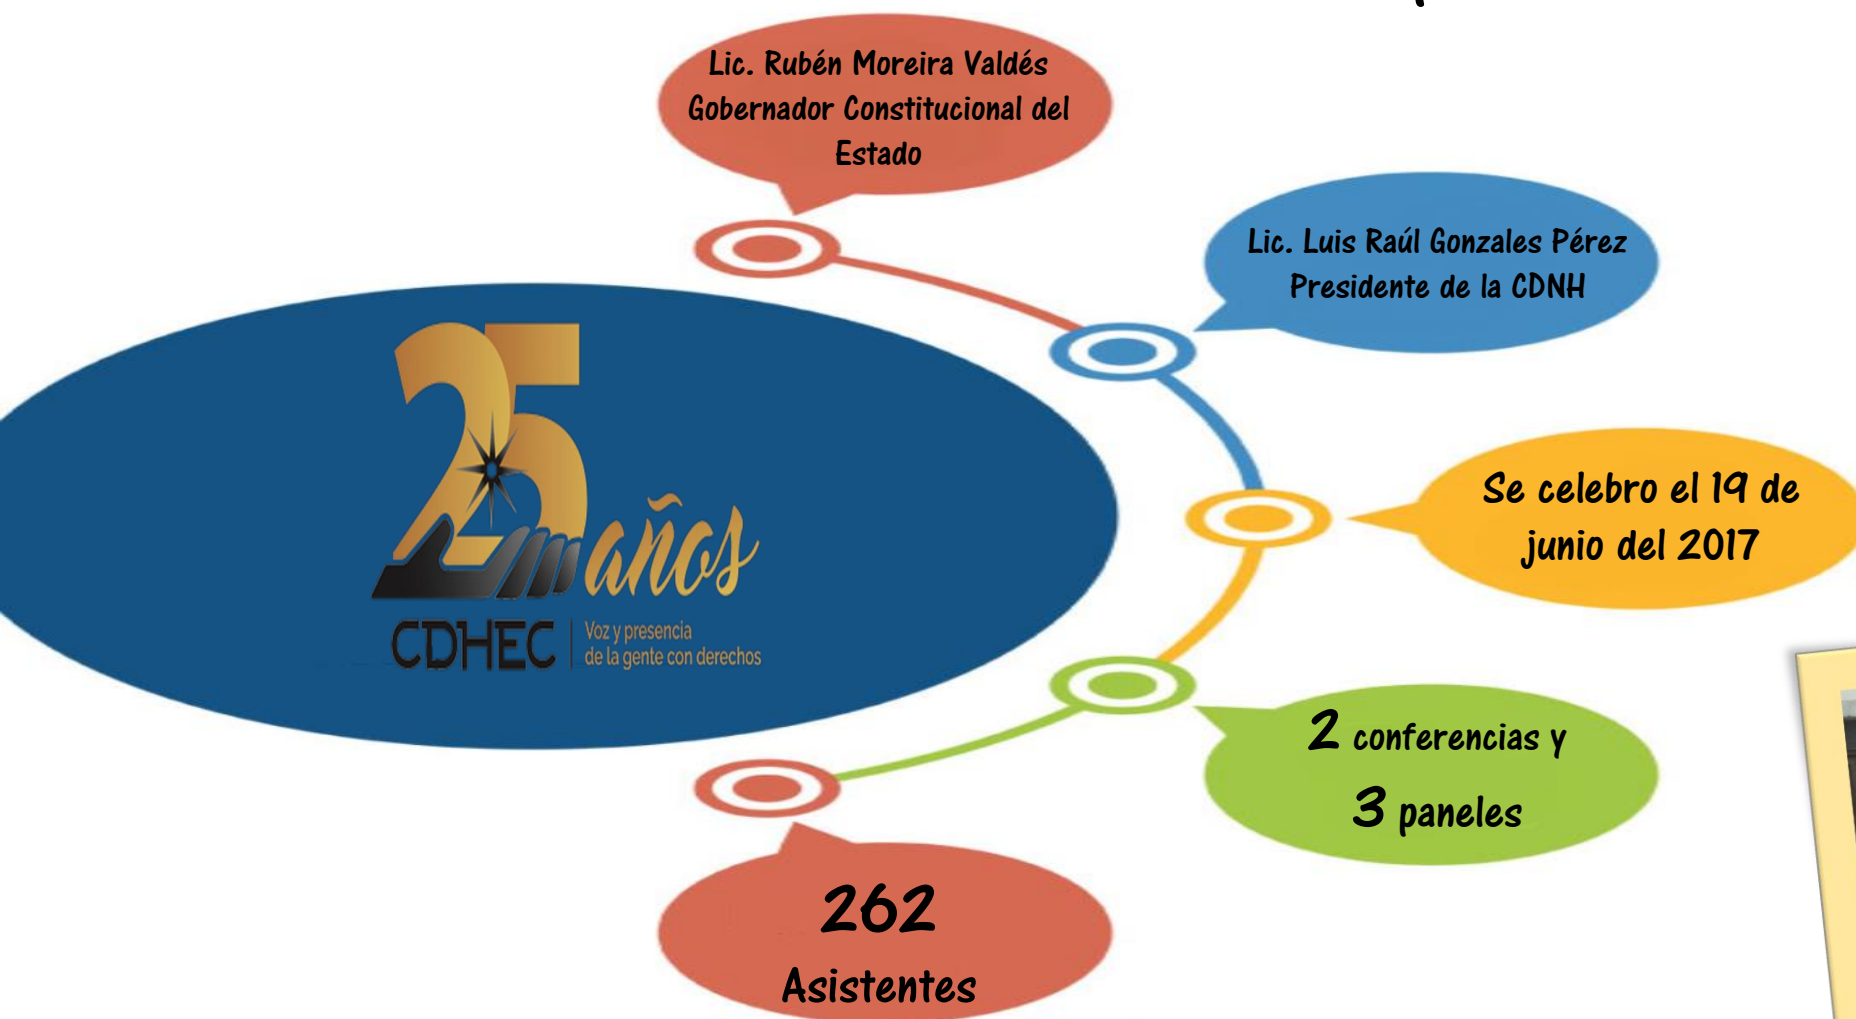 Lic. Rubén Moreira Valdés
Gobernador Constitucional del
Estado
Lic. Luis Raúl Gonzales Pérez
Presidente de la CDNH
25 años
CDHEC
Voz y presencia
de la gente con derechos
Se celebro el 19 de
junio del 2017
2 conferencias y
3 paneles
262
Asistentes